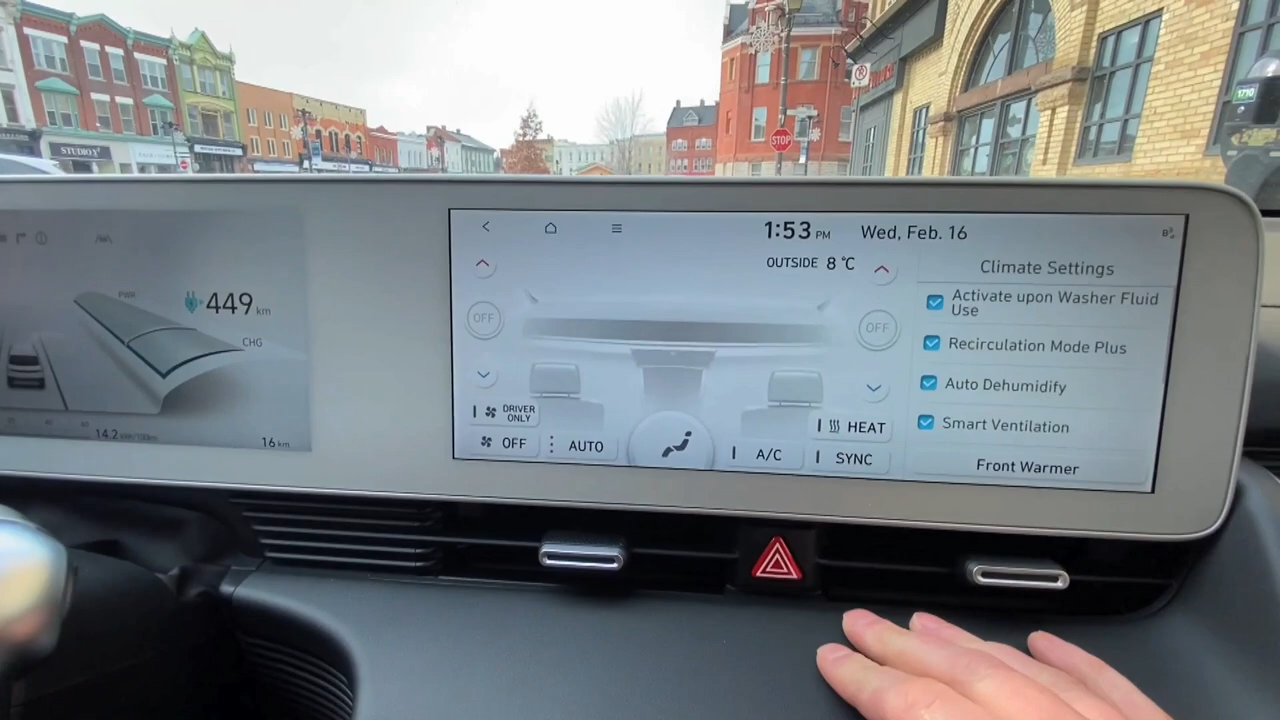 STUDIO Y
STOP
1710
PWR
449 km
CHG
14.2
16 km
1:53 PM
Wed, Feb. 16
OUTSIDE 8 °C
OFF
OFF
DRIVER
ONLY
OFF
AUTO
A/C
HEAT
SYNC
Climate Settings
Activate upon Washer Fluid
Use
Recirculation Mode Plus
Auto Dehumidify
Smart Ventilation
Front Warmer